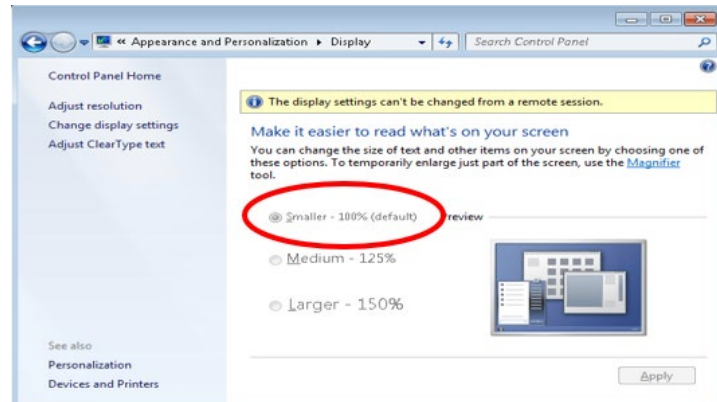 « Appearance and Personalization ▸ Display
Search Control Panel
Control Panel Home
Adjust resolution
Change display settings
Adjust ClearType text
See also
Personalization
Devices and Printers
The display settings can't be changed from a remote session.
Make it easier to read what's on your screen
You can change the size of text and other items on your screen by choosing one of
these options. To temporarily enlarge just part of the screen, use the Magnifier
tool.
Smaller - 100% (default)
review
Medium - 125%
Larger - 150%
Apply